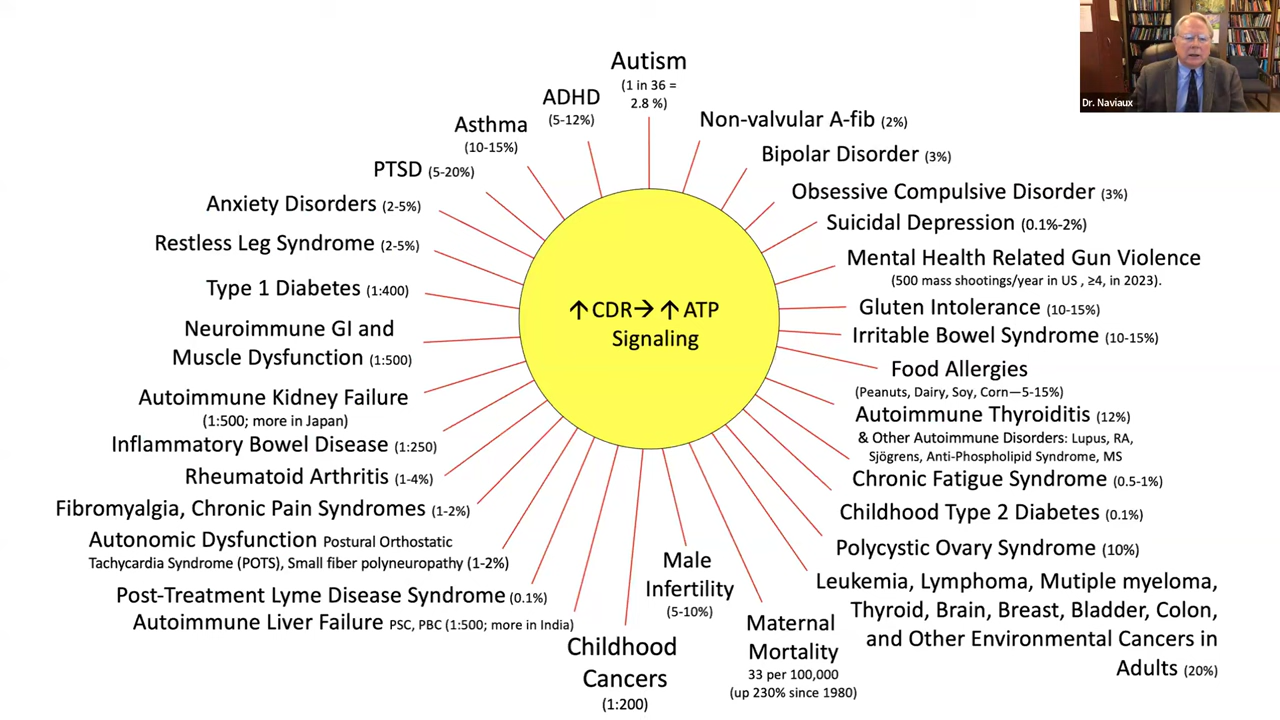 Autism
(1 in 36 =
2.8 %)
ADHD
(5-12%)
Asthma
(10-15%)
PTSD (5-20%)
Anxiety Disorders (2-5%)
Restless Leg Syndrome (2-5%)
Type 1 Diabetes (1:400)
Neuroimmune GI and
Muscle Dysfunction (1:500)
Autoimmune Kidney Failure
(1:500; more in Japan)
Inflammatory Bowel Disease (1:250)
Rheumatoid Arthritis (1-4%)
Fibromyalgia, Chronic Pain Syndromes (1-2%)
Autonomic Dysfunction Postural Orthostatic
Tachycardia Syndrome (POTS), Small fiber polyneuropathy (1-2%)
Post-Treatment Lyme Disease Syndrome (0.1%)
Autoimmune Liver Failure PSC, PBC (1:500; more in India)
Childhood
Cancers
(1:200)
Male
Infertility
(5-10%)
Maternal
Mortality
33 per 100,000
(up 230% since 1980)
↑CDR→ ↑ATP
Signaling
Non-valvular A-fib (2%)
Bipolar Disorder (3%)
Obsessive Compulsive Disorder (3%)
Suicidal Depression (0.1%-2%)
Mental Health Related Gun Violence
(500 mass shootings/year in US , ≥4, in 2023).
Gluten Intolerance (10-15%)
Irritable Bowel Syndrome (10-15%)
Food Allergies
(Peanuts, Dairy, Soy, Corn—5-15%)
Autoimmune Thyroiditis (12%)
& Other Autoimmune Disorders: Lupus, RA,
Sjögrens, Anti-Phospholipid Syndrome, MS
Chronic Fatigue Syndrome (0.5-1%)
Childhood Type 2 Diabetes (0.1%)
Polycystic Ovary Syndrome (10%)
Leukemia, Lymphoma, Mutiple myeloma,
Thyroid, Brain, Breast, Bladder, Colon,
and Other Environmental Cancers in
Adults (20%)
Dr. Naviaux